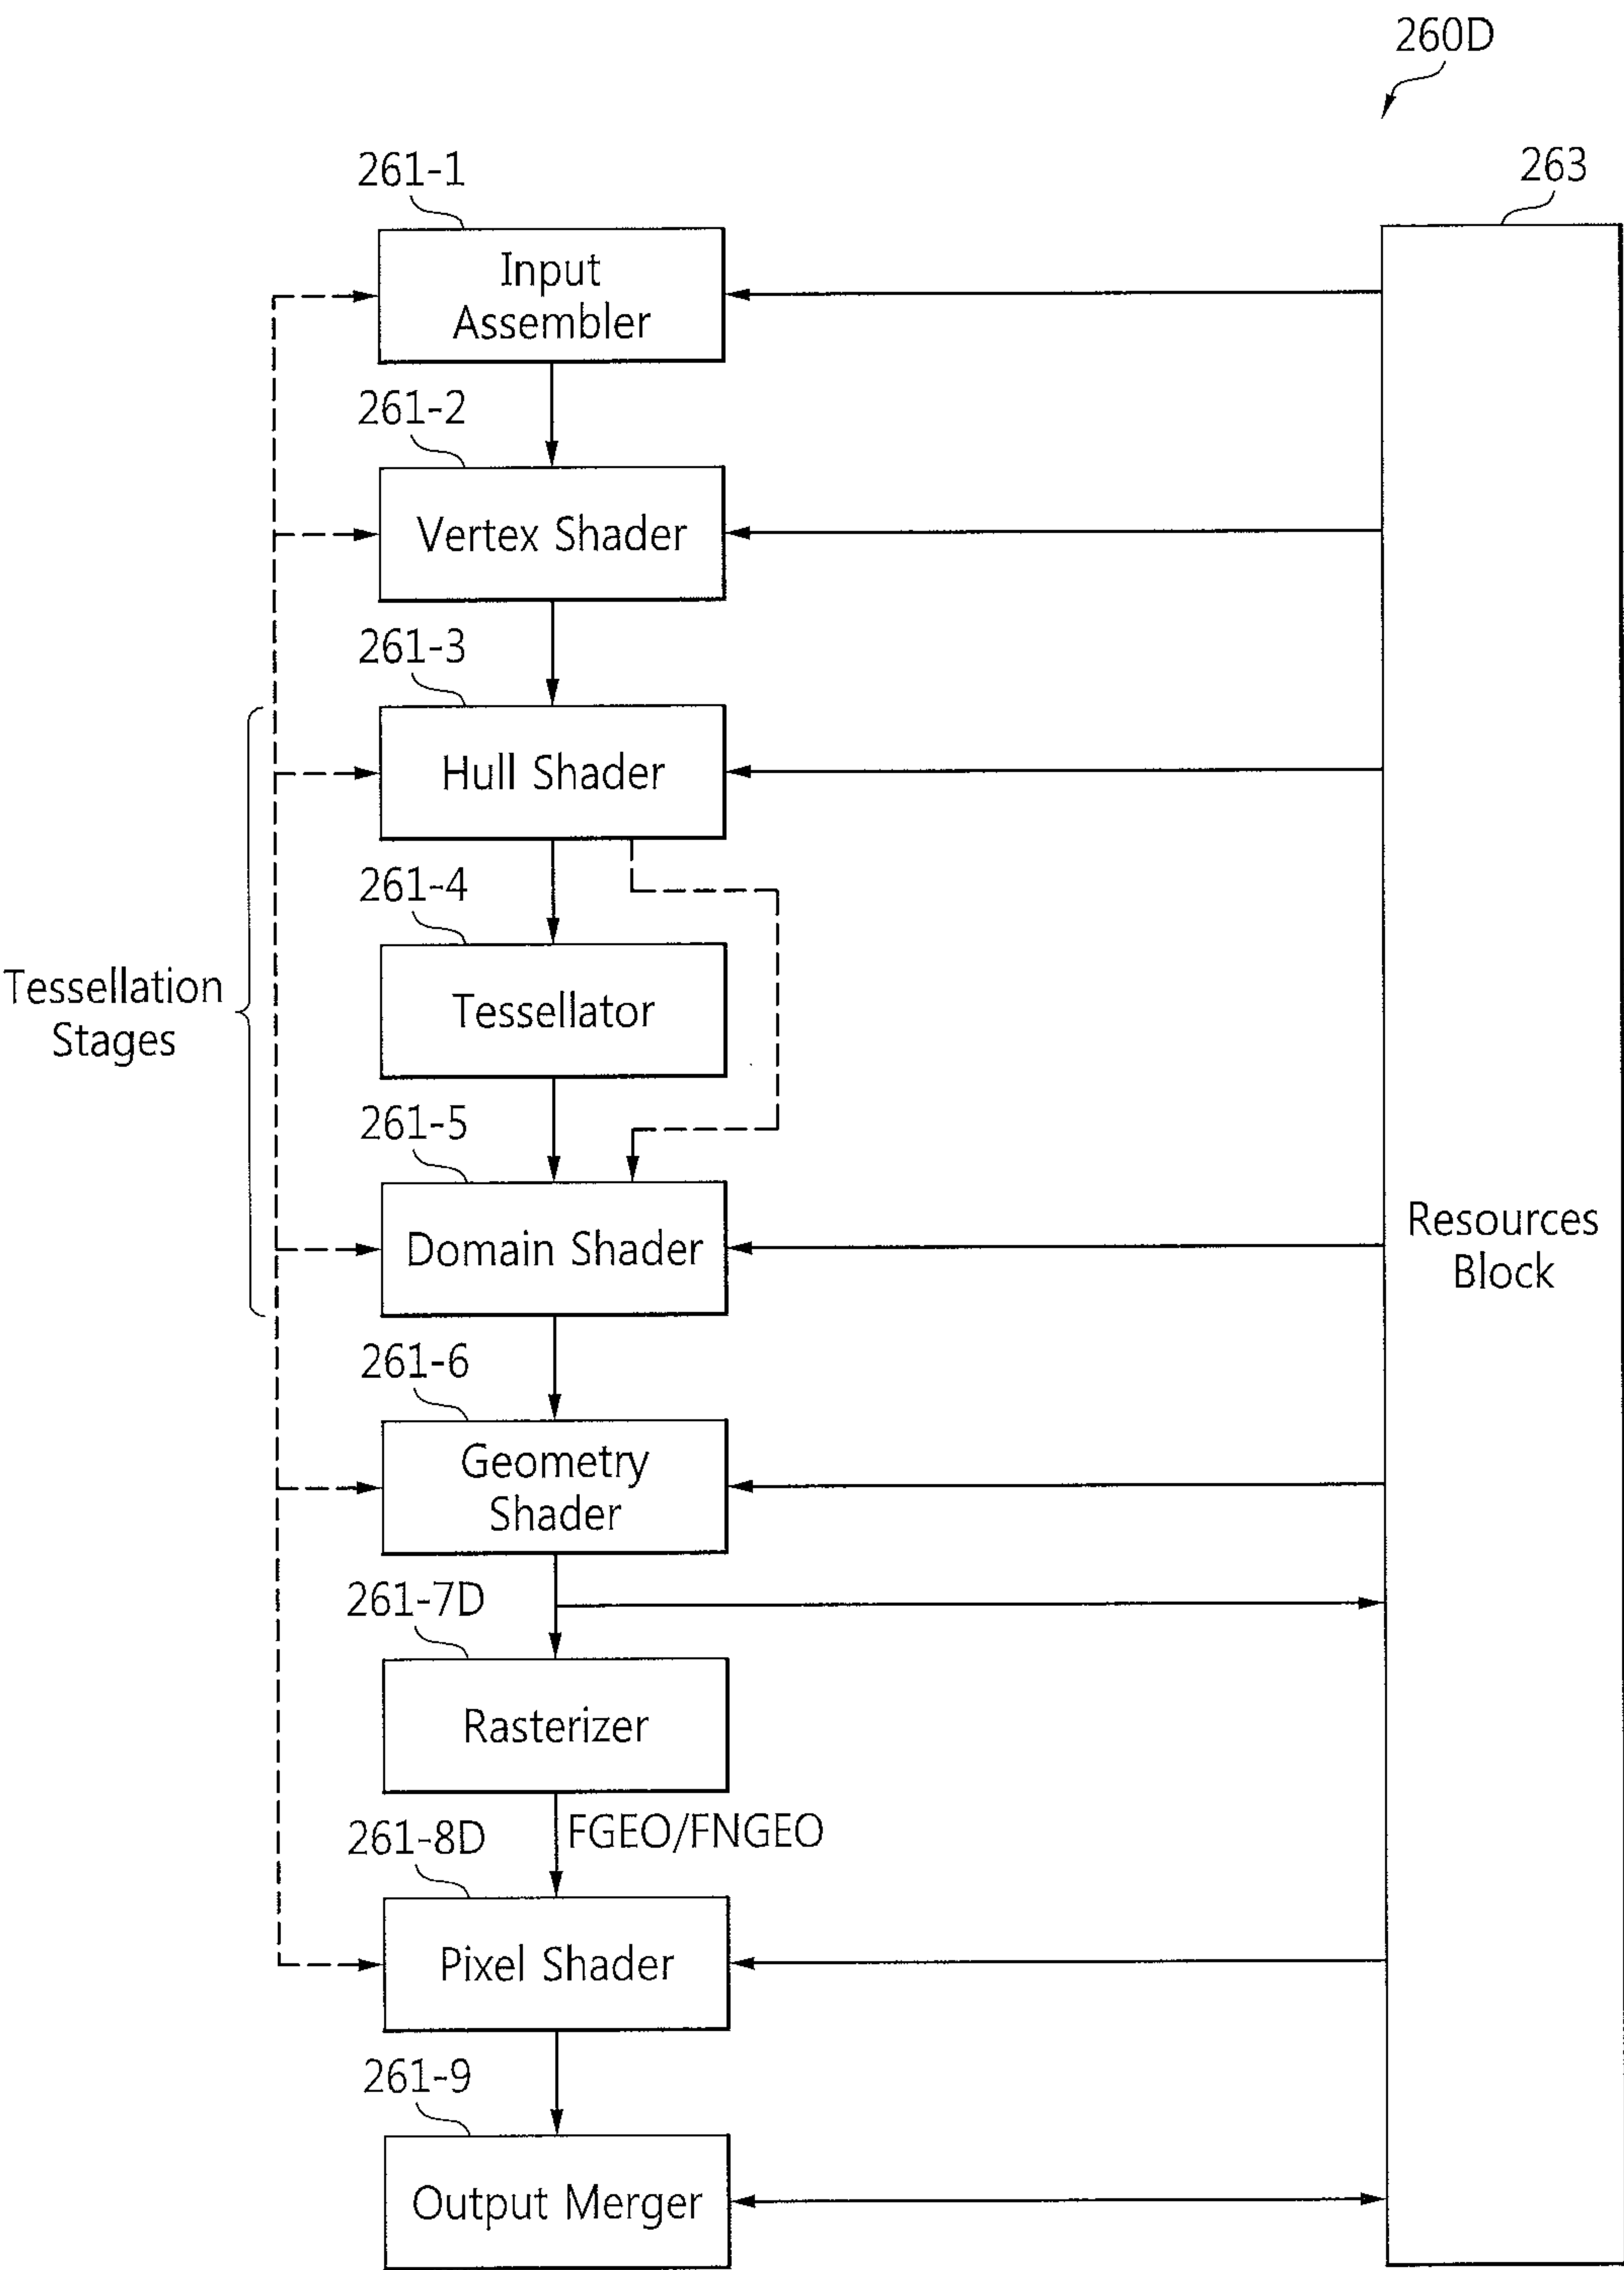 260D
263
261-1
Input
Assembler
261-2
Vertex Shader
261-3
Hull Shader
261-4
Tessellator
Tessellation
Stages
261-5
Domain Shader
Resources
Block
261-6
Geometry
Shader
261-7D
Rasterizer
FGEO/FNGEO
261-8D
Pixel Shader
261-9
Output Merger